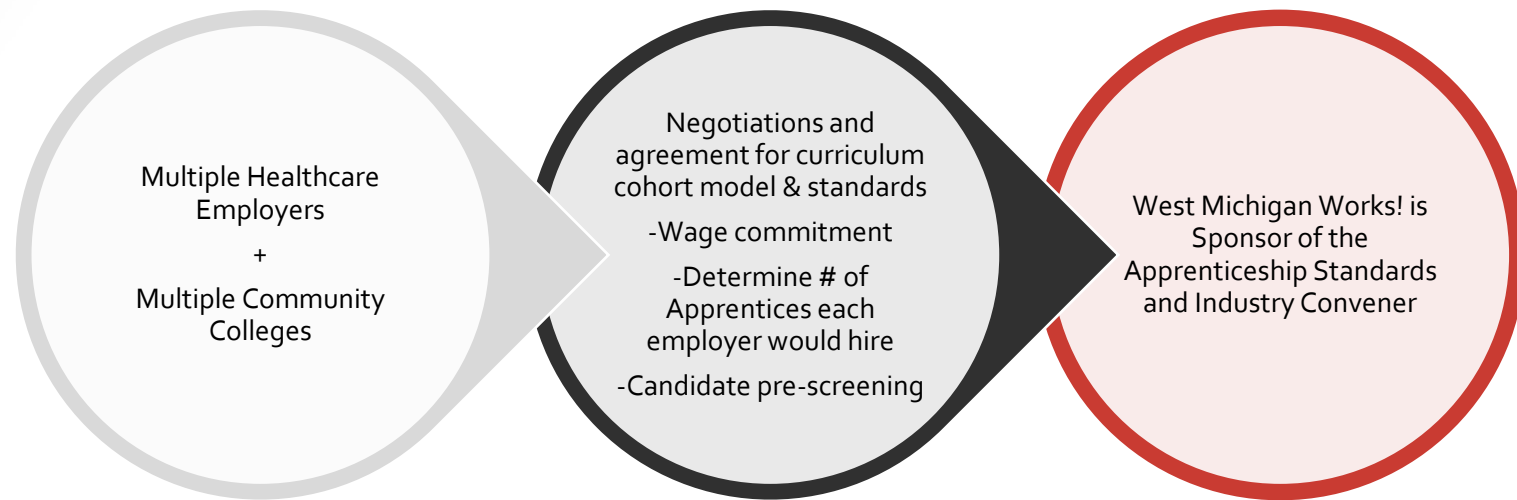 Multiple Healthcare
Employers
+
Multiple Community
Colleges
Negotiations and
agreement for curriculum
cohort model & standards
-Wage commitment
-Determine # of
Apprentices each
employer would hire
-Candidate pre-screening
West Michigan Works! is
Sponsor of the
Apprenticeship Standards
and Industry Convener